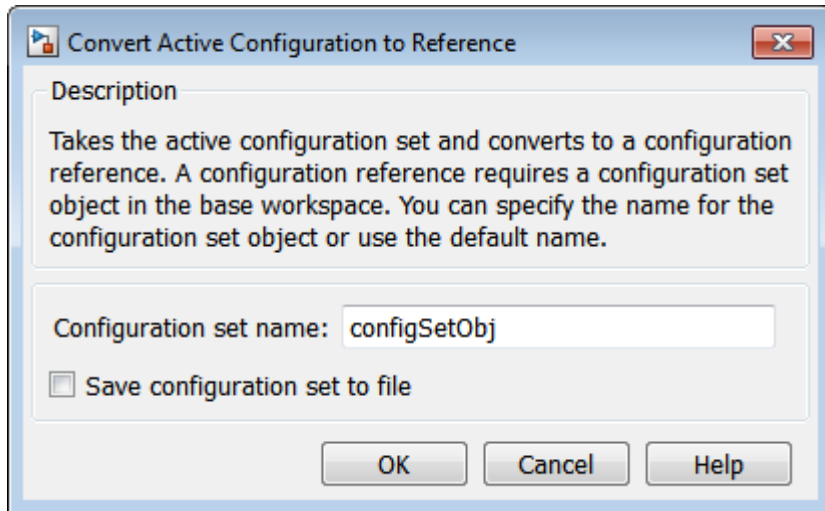 Convert Active Configuration to Reference
Description
Takes the active configuration set and converts to a configuration
reference. A configuration reference requires a configuration set
object in the base workspace. You can specify the name for the
configuration set object or use the default name.
Configuration set name: configSetObj
Save configuration set to file
OK Cancel Help